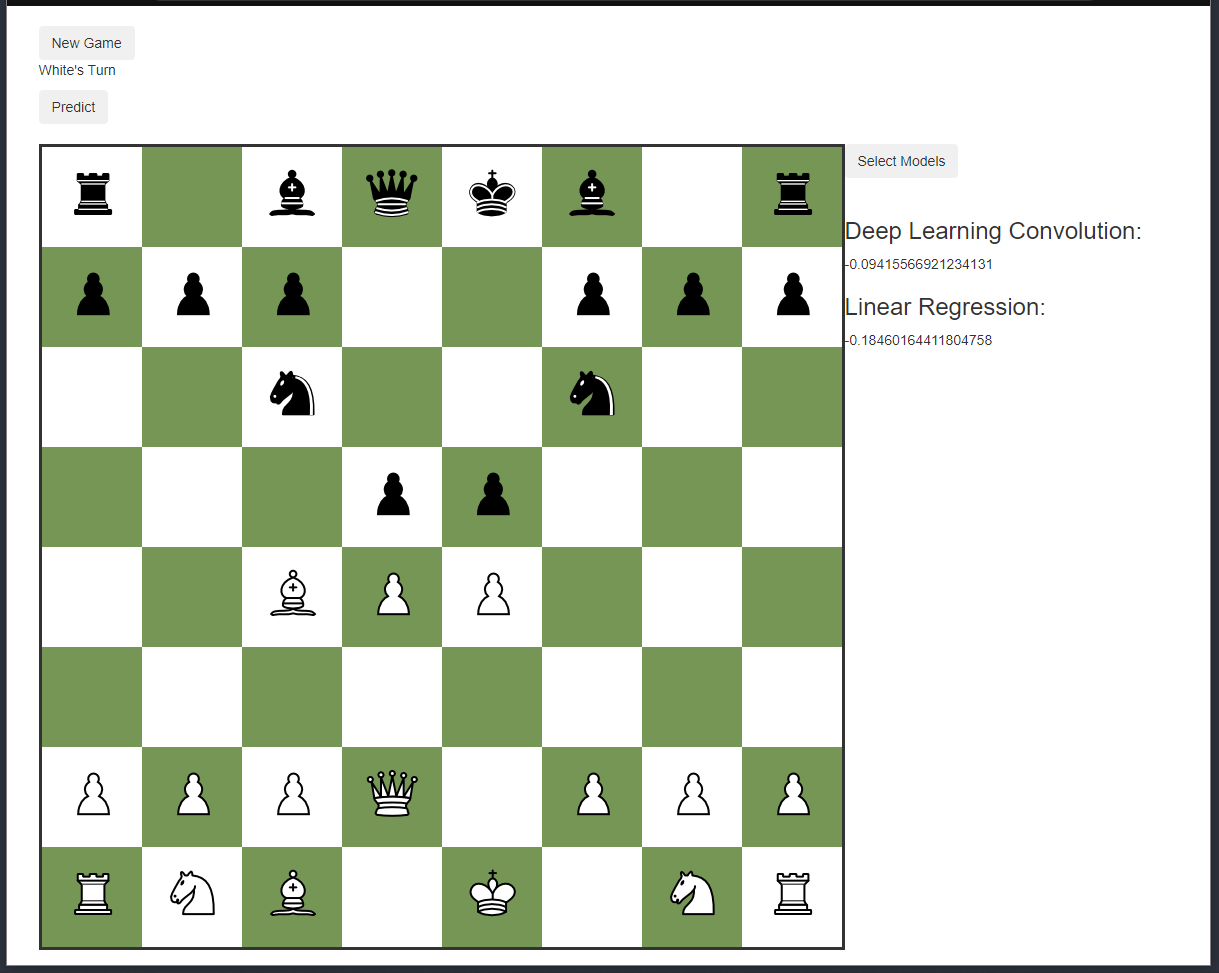 New Game
White's Turn
Predict
Select Models
Deep Learning Convolution:
-0.09415566921234131
Linear Regression:
-0.18460164411804758